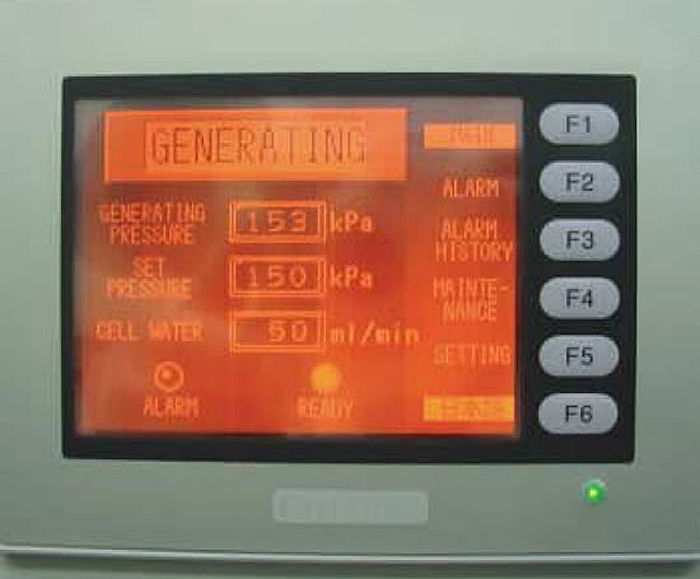 GENERATING
GENERATING
PRESSURE
153 kPa
SET
PRESSURE
150 kPa
CELL WATER 50 ml/min
ALARM READY
ALARM
ALARM
HISTORY
MAINTE-
NANCE
SETTING
F1
F2
F3
F4
F5
F6